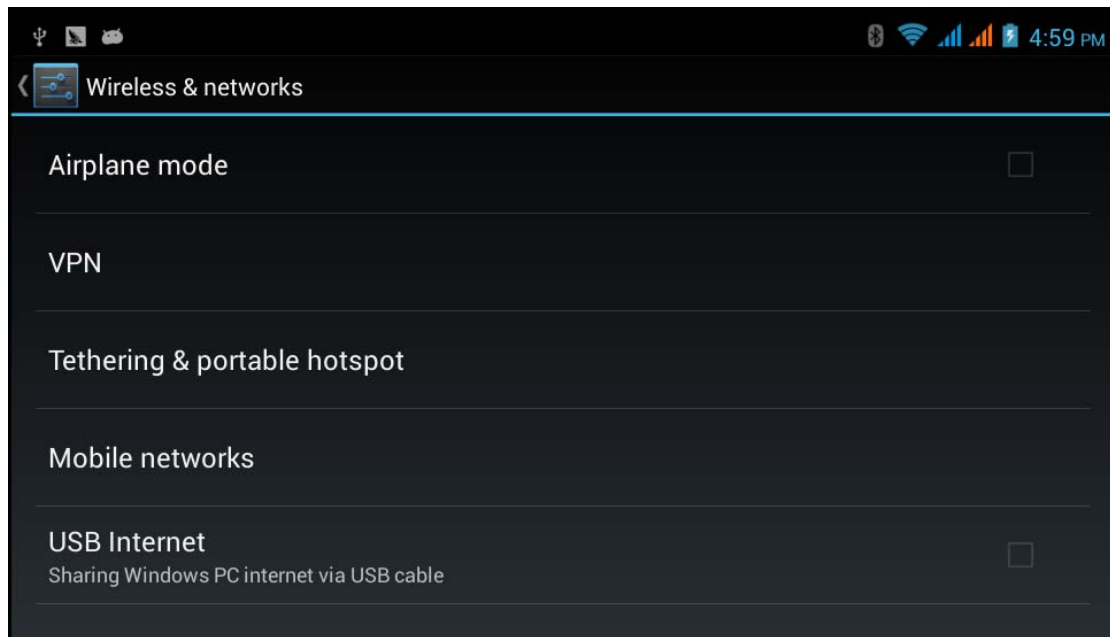 4:59 PM
Wireless & networks
Airplane mode
VPN
Tethering & portable hotspot
Mobile networks
USB Internet
Sharing Windows PC internet via USB cable